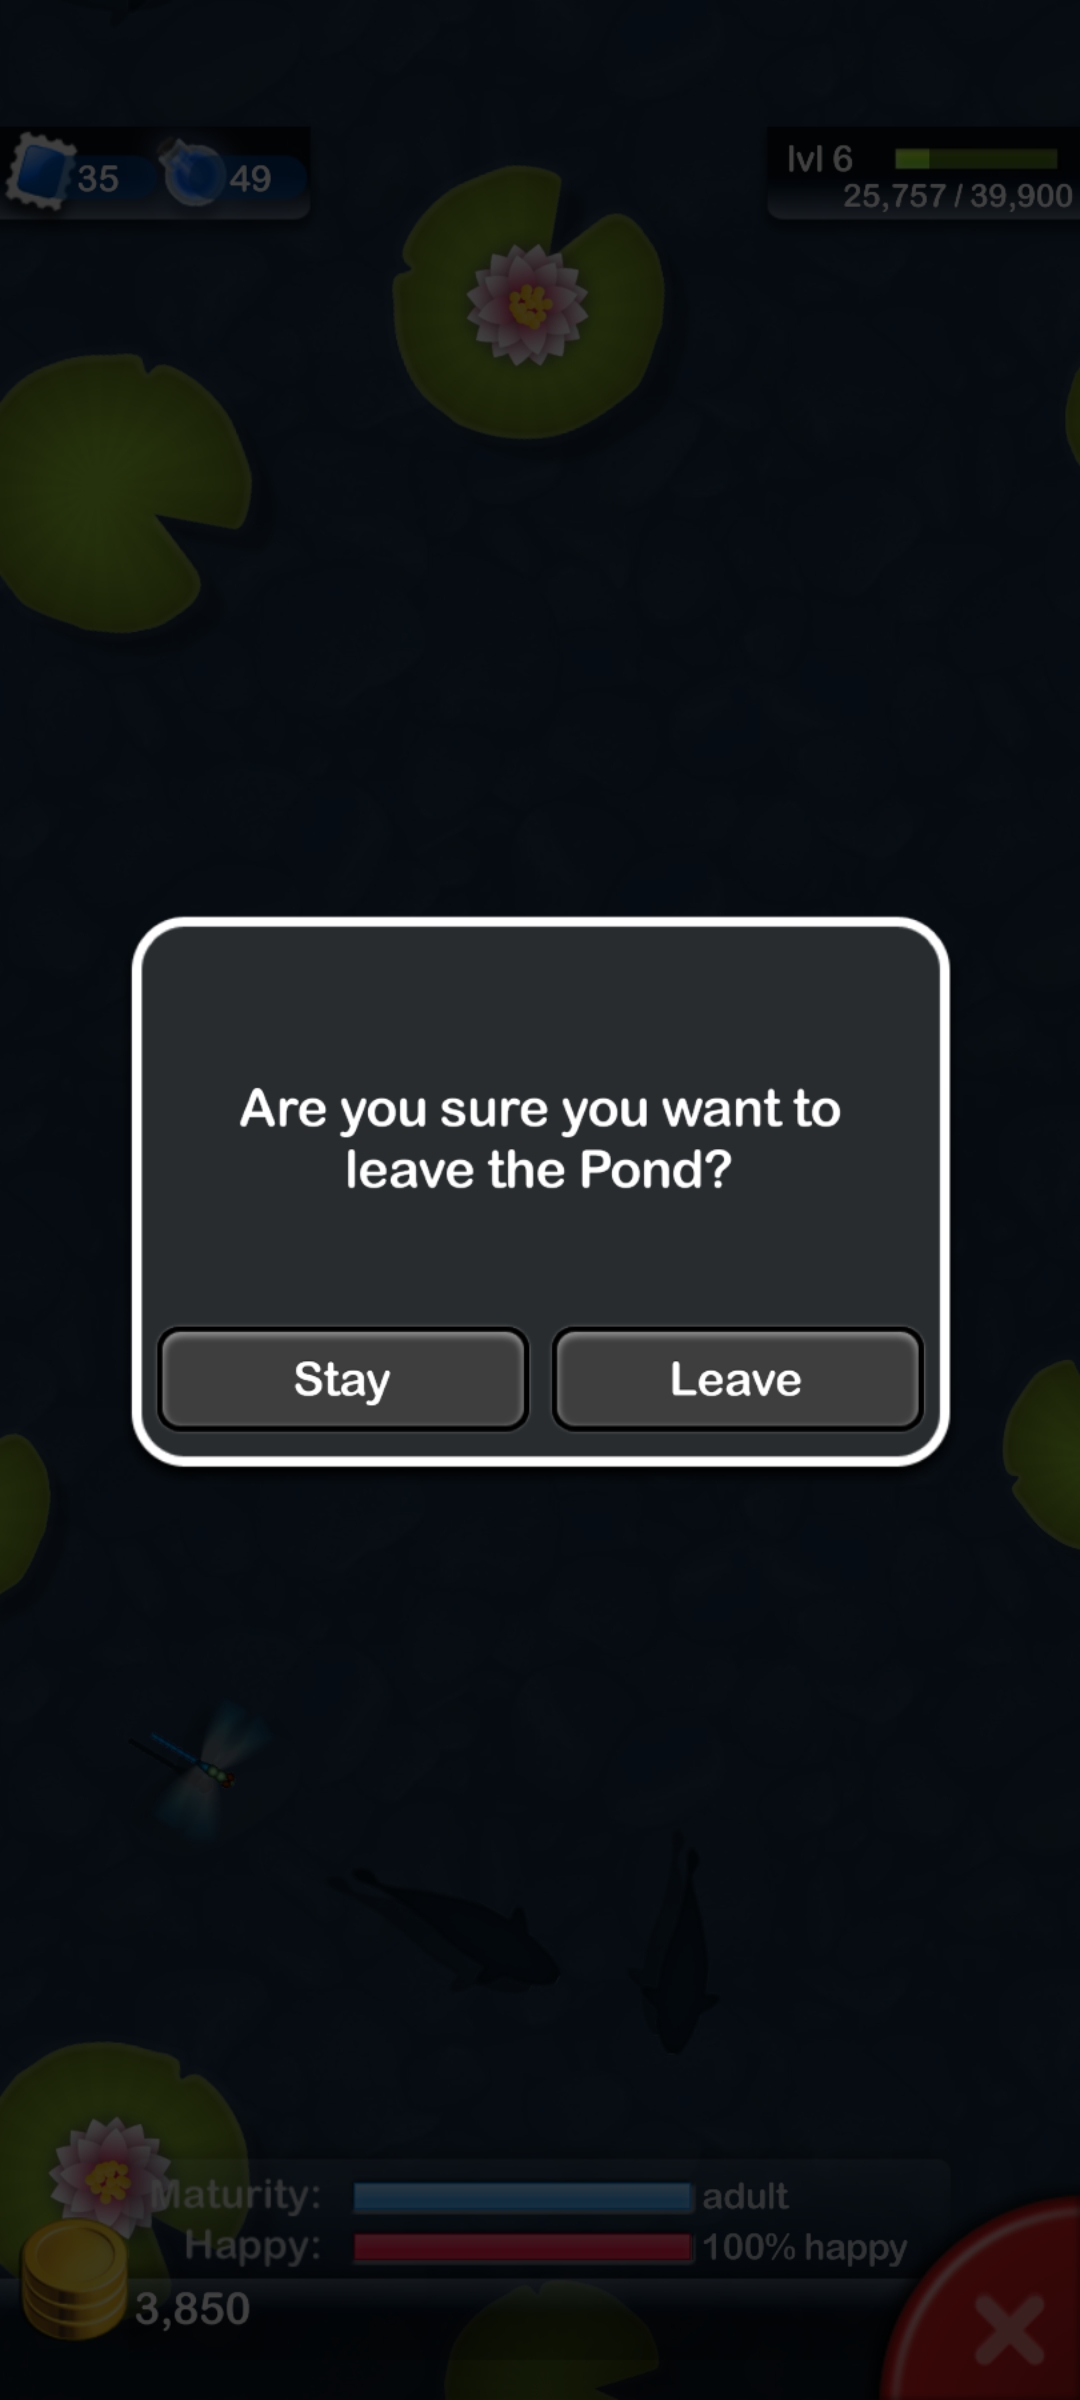 35
49
lvl 6
25,757 / 39,900
Are you sure you want to
leave the Pond?
Stay
Leave
Maturity: adult
Happy: 100% happy
3,850